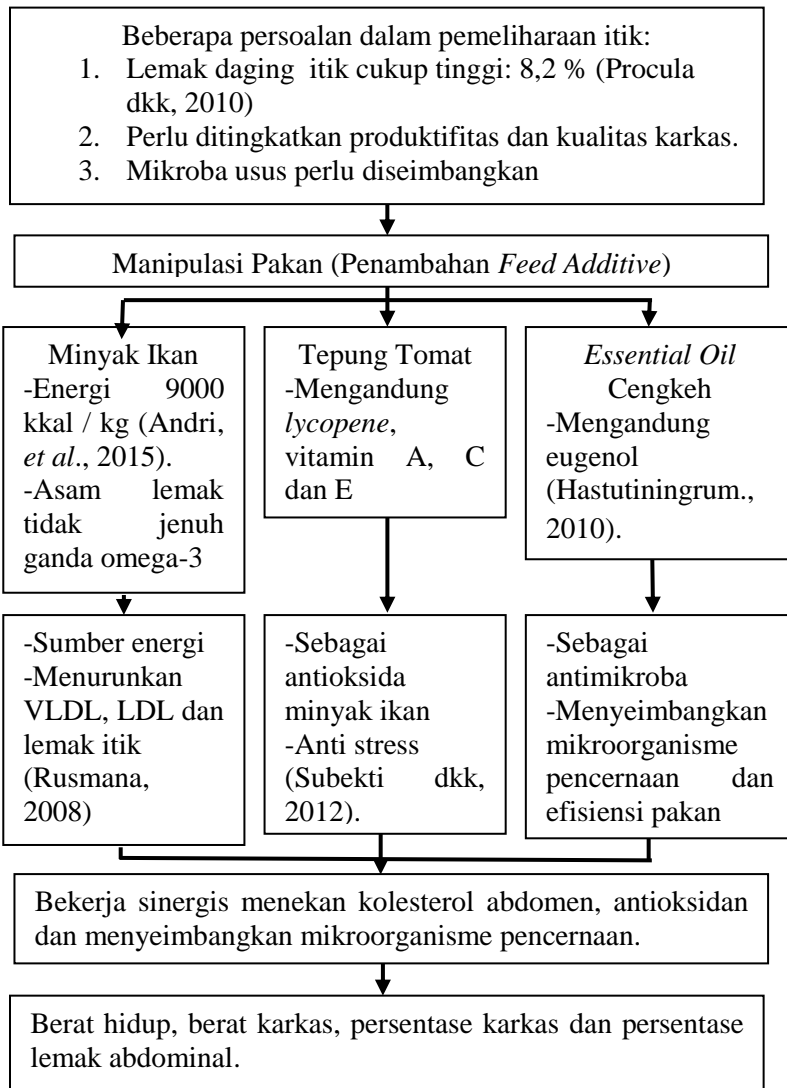 Beberapa persoalan dalam pemeliharaan itik:
1. Lemak daging itik cukup tinggi: 8,2 % (Procula
dkk, 2010)
2. Perlu ditingkatkan produktifitas dan kualitas karkas.
3. Mikroba usus perlu diseimbangkan
Manipulasi Pakan (Penambahan Feed Additive)
Minyak Ikan
-Energi 9000
kkal / kg (Andri,
et al., 2015).
-Asam lemak
tidak jenuh
ganda omega-3
Tepung Tomat
-Mengandung
lycopene,
vitamin A, C
dan E
Essential Oil
Cengkeh
-Mengandung
eugenol
(Hastutiningrum.,
2010).
-Sumber energi
-Menurunkan
VLDL, LDL dan
lemak itik
(Rusmana,
2008)
-Sebagai
antioksida
minyak ikan
-Anti stress
(Subekti dkk,
2012).
-Sebagai
antimikroba
-Menyeimbangkan
mikroorganisme
pencernaan dan
efisiensi pakan
Bekerja sinergis menekan kolesterol abdomen, antioksidan
dan menyeimbangkan mikroorganisme pencernaan.
Berat hidup, berat karkas, persentase karkas dan persentase
lemak abdominal.